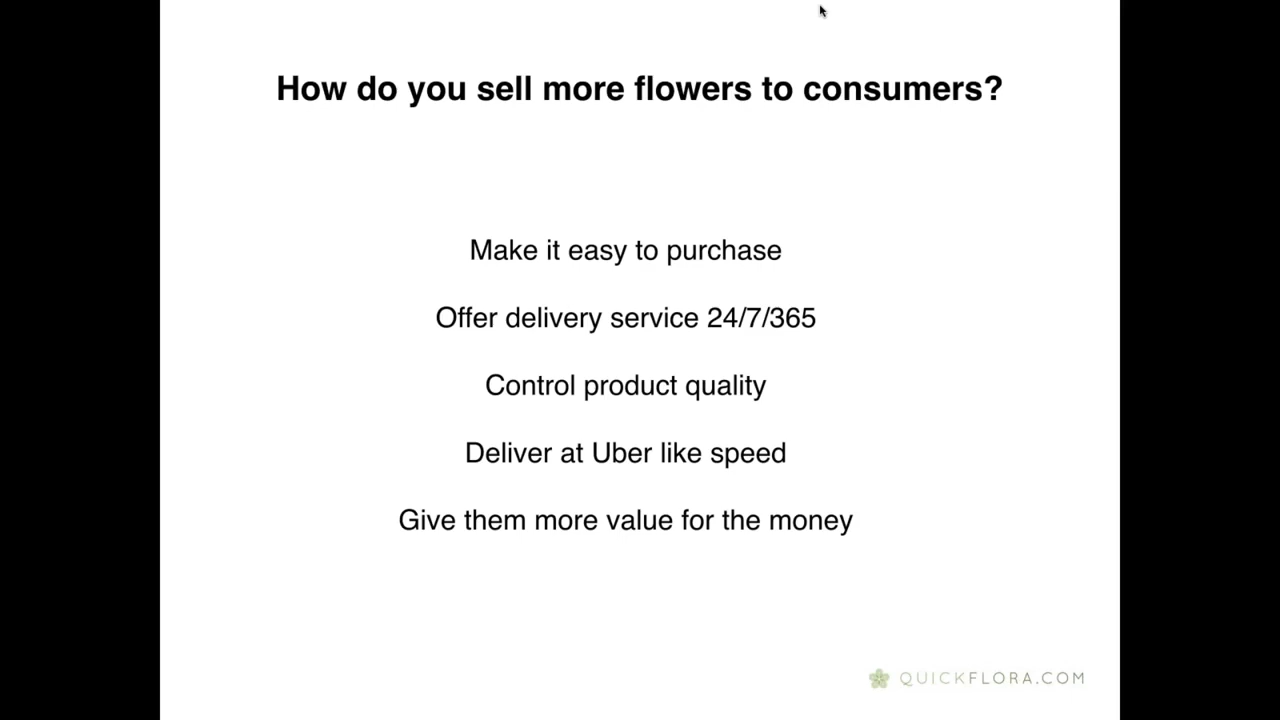 How do you sell more flowers to consumers?
Make it easy to purchase
Offer delivery service 24/7/365
Control product quality
Deliver at Uber like speed
Give them more value for the money
QUICKFLORA.COM